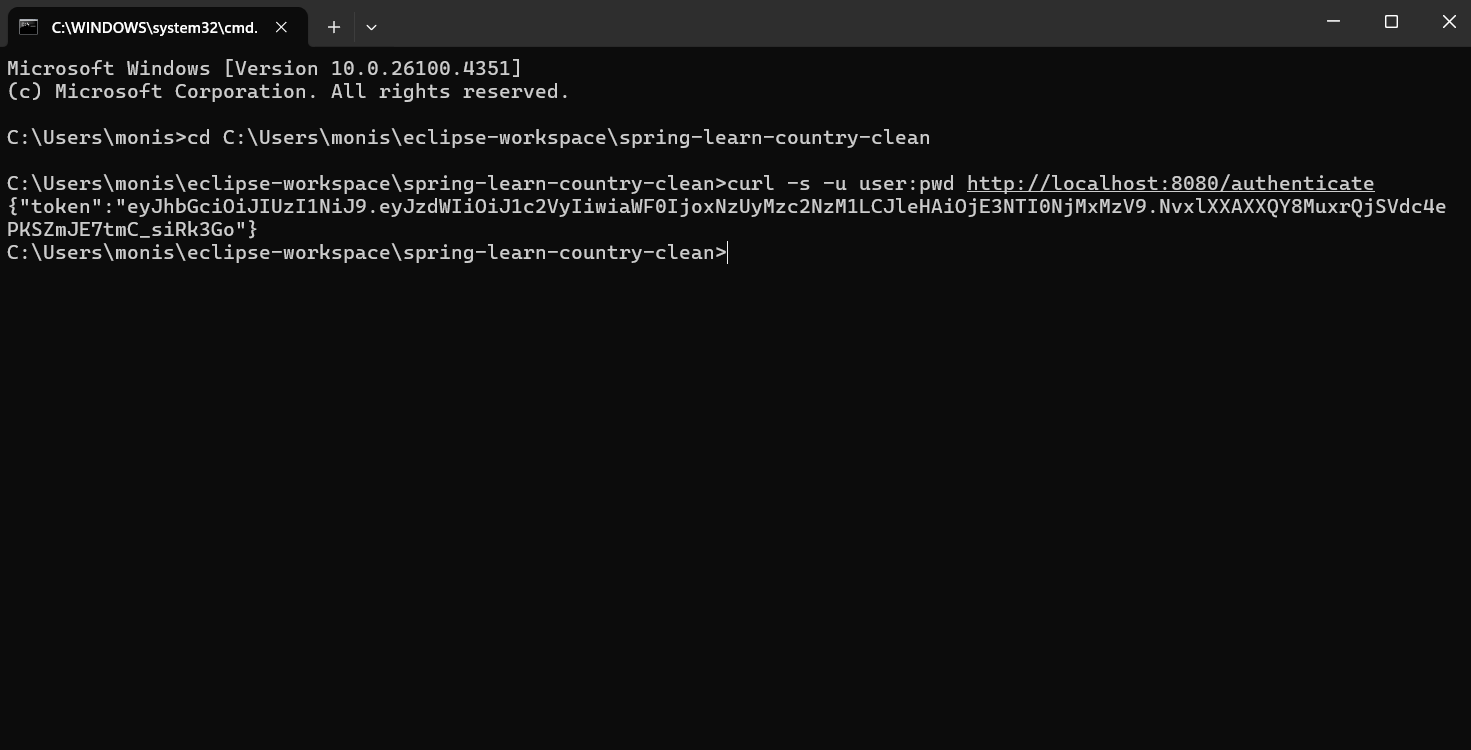 C:\WINDOWS\system32\cmd.
Microsoft Windows [Version 10.0.26100.4351]
(c) Microsoft Corporation. All rights reserved.
C:\Users\monis>cd C:\Users\monis\eclipse-workspace\spring-learn-country-clean
C:\Users\monis\eclipse-workspace\spring-learn-country-clean>curl -s -u user:pwd http://localhost:8080/authenticate
{"token":"eyJhbGciOiJIUzI1NiJ9.eyJzdWIiOiJ1c2VyIiwiaWF0IjoxNzUyMzc2NzM1LCJleHAiOjE3NTI0NjMxMzV9.NvxlXXAXXQY8MuxrQjSVdc4e
PKSZmJE7tmC_siRk3Go"}
C:\Users\monis\eclipse-workspace\spring-learn-country-clean>